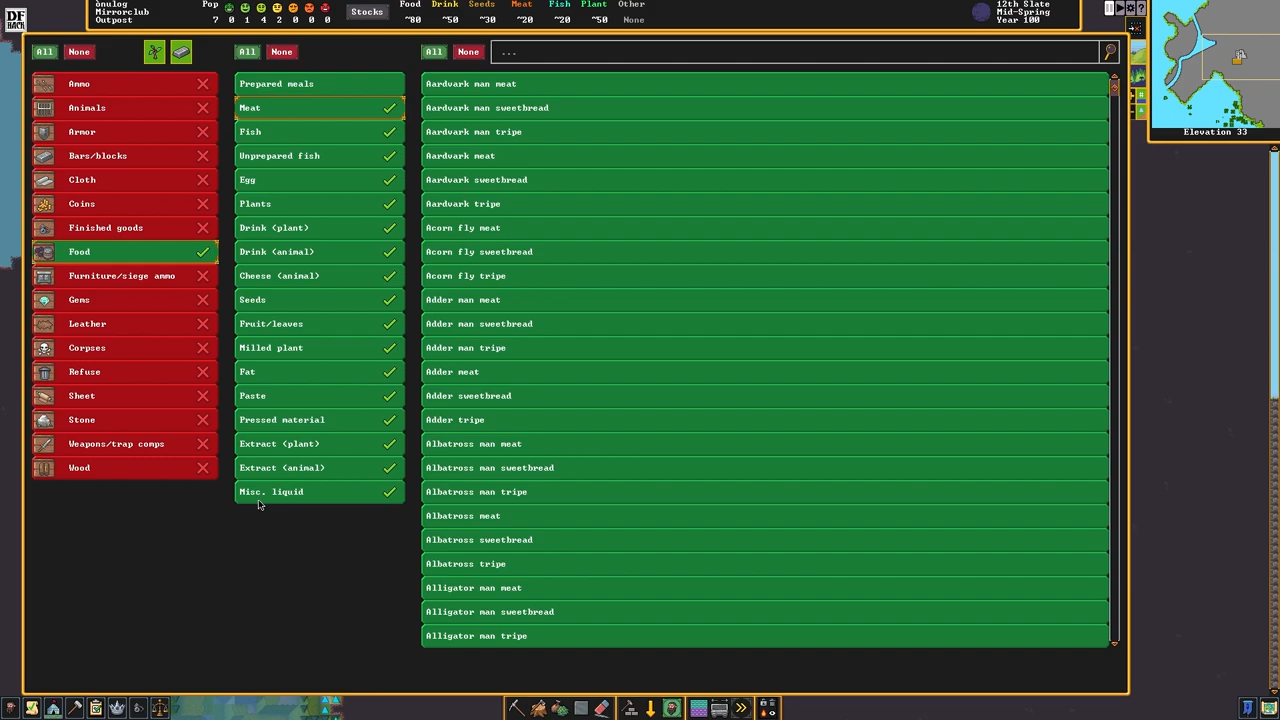 DF
HACK
Onulog
Mirrorclub
Outpost
Pop
7 0 1 4 2 0 0 0
Stocks
Food Drink Seeds Meat Fish Plant Other
~80 ~50 ~30 ~20 ~20 ~50 None
12th Slate
Mid-Spring
Year 100
Elevation 33
All None
All None
All None
...
Ammo
Animals
Armor
Bars/blocks
Cloth
Coins
Finished goods
Food
Furniture/siege ammo
Gems
Leather
Corpses
Refuse
Sheet
Stone
Weapons/trap comps
Wood
Prepared meals
Meat
Fish
Unprepared fish
Egg
Plants
Drink (plant)
Drink (animal)
Cheese (animal)
Seeds
Fruit/leaves
Milled plant
Fat
Paste
Pressed material
Extract (plant)
Extract (animal)
Misc. liquid
Aardvark man meat
Aardvark man sweetbread
Aardvark man tripe
Aardvark meat
Aardvark sweetbread
Aardvark tripe
Acorn fly meat
Acorn fly sweetbread
Acorn fly tripe
Adder man meat
Adder man sweetbread
Adder man tripe
Adder meat
Adder sweetbread
Adder tripe
Albatross man meat
Albatross man sweetbread
Albatross man tripe
Albatross meat
Albatross sweetbread
Albatross tripe
Alligator man meat
Alligator man sweetbread
Alligator man tripe